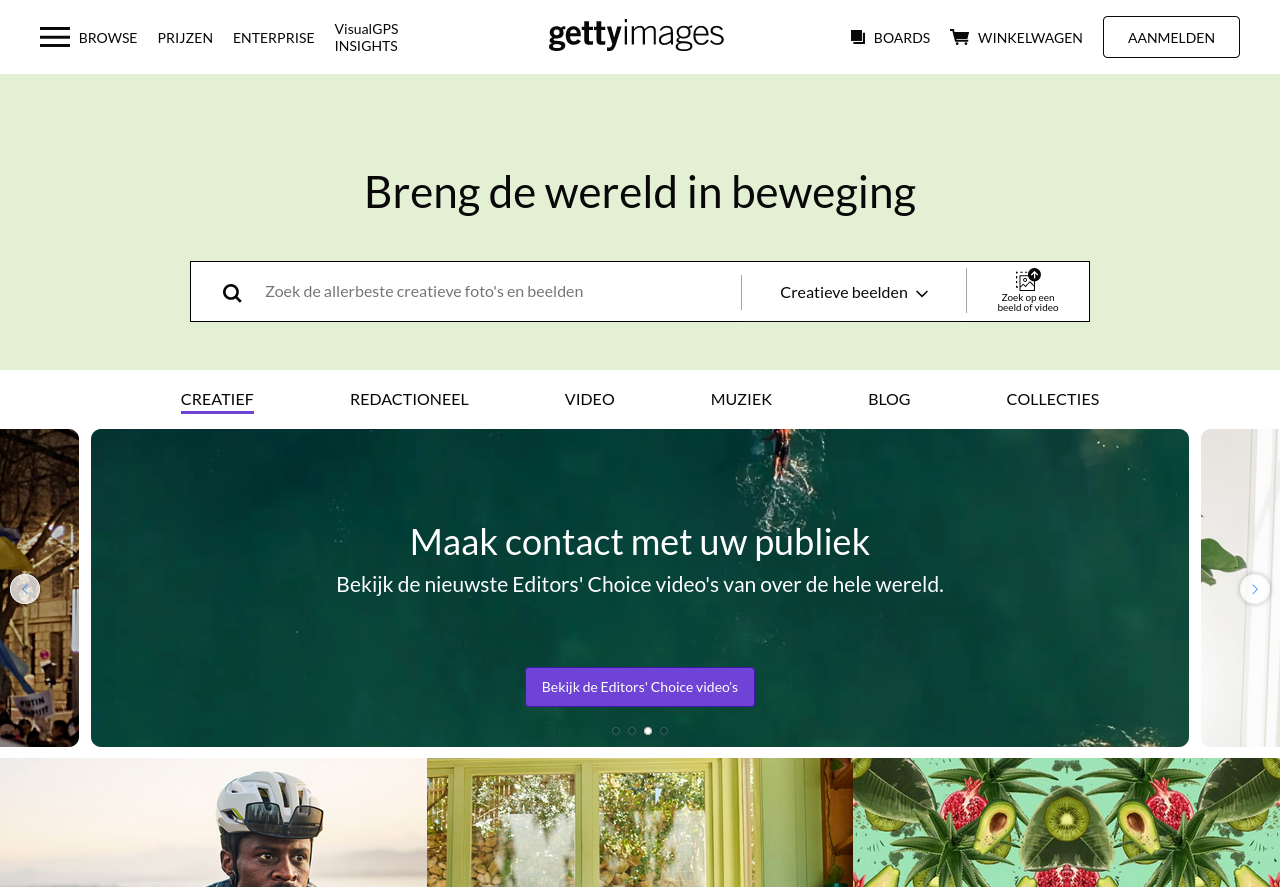 BROWSE
PRIJZEN
ENTERPRISE
VisualGPS
INSIGHTS
gettyimages
BOARDS
WINKELWAGEN
AANMELDEN
Breng de wereld in beweging
Zoek de allerbeste creatieve foto's en beelden
Creatieve beelden
Zoek op een
beeld of video
CREATIEF
REDACTIONEEL
VIDEO
MUZIEK
BLOG
COLLECTIES
Maak contact met uw publiek
Bekijk de nieuwste Editors' Choice video's van over de hele wereld.
PUTIN
Bekijk de Editors' Choice video's